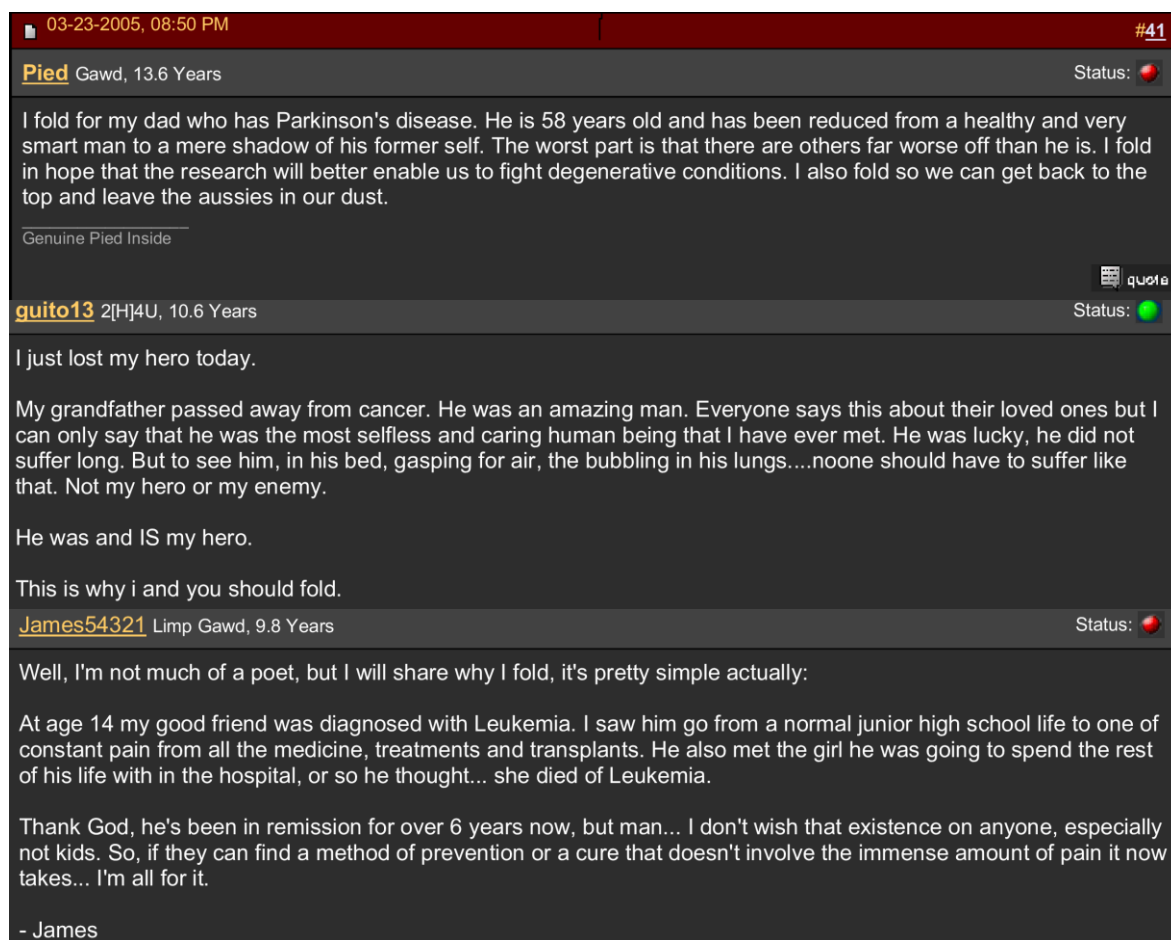 03-23-2005, 08:50 PM #41
Pied Gawd, 13.6 Years Status:
I fold for my dad who has Parkinson's disease. He is 58 years old and has been reduced from a healthy and very
smart man to a mere shadow of his former self. The worst part is that there are others far worse off than he is. I fold
in hope that the research will better enable us to fight degenerative conditions. I also fold so we can get back to the
top and leave the aussies in our dust.
Genuine Pied Inside
quote
guito13 2[H]4U, 10.6 Years Status:
I just lost my hero today.
My grandfather passed away from cancer. He was an amazing man. Everyone says this about their loved ones but I
can only say that he was the most selfless and caring human being that I have ever met. He was lucky, he did not
suffer long. But to see him, in his bed, gasping for air, the bubbling in his lungs....noone should have to suffer like
that. Not my hero or my enemy.
He was and IS my hero.
This is why i and you should fold.
James54321 Limp Gawd, 9.8 Years Status:
Well, I'm not much of a poet, but I will share why I fold, it's pretty simple actually:
At age 14 my good friend was diagnosed with Leukemia. I saw him go from a normal junior high school life to one of
constant pain from all the medicine, treatments and transplants. He also met the girl he was going to spend the rest
of his life with in the hospital, or so he thought... she died of Leukemia.
Thank God, he's been in remission for over 6 years now, but man... I don't wish that existence on anyone, especially
not kids. So, if they can find a method of prevention or a cure that doesn't involve the immense amount of pain it now
takes... I'm all for it.
- James